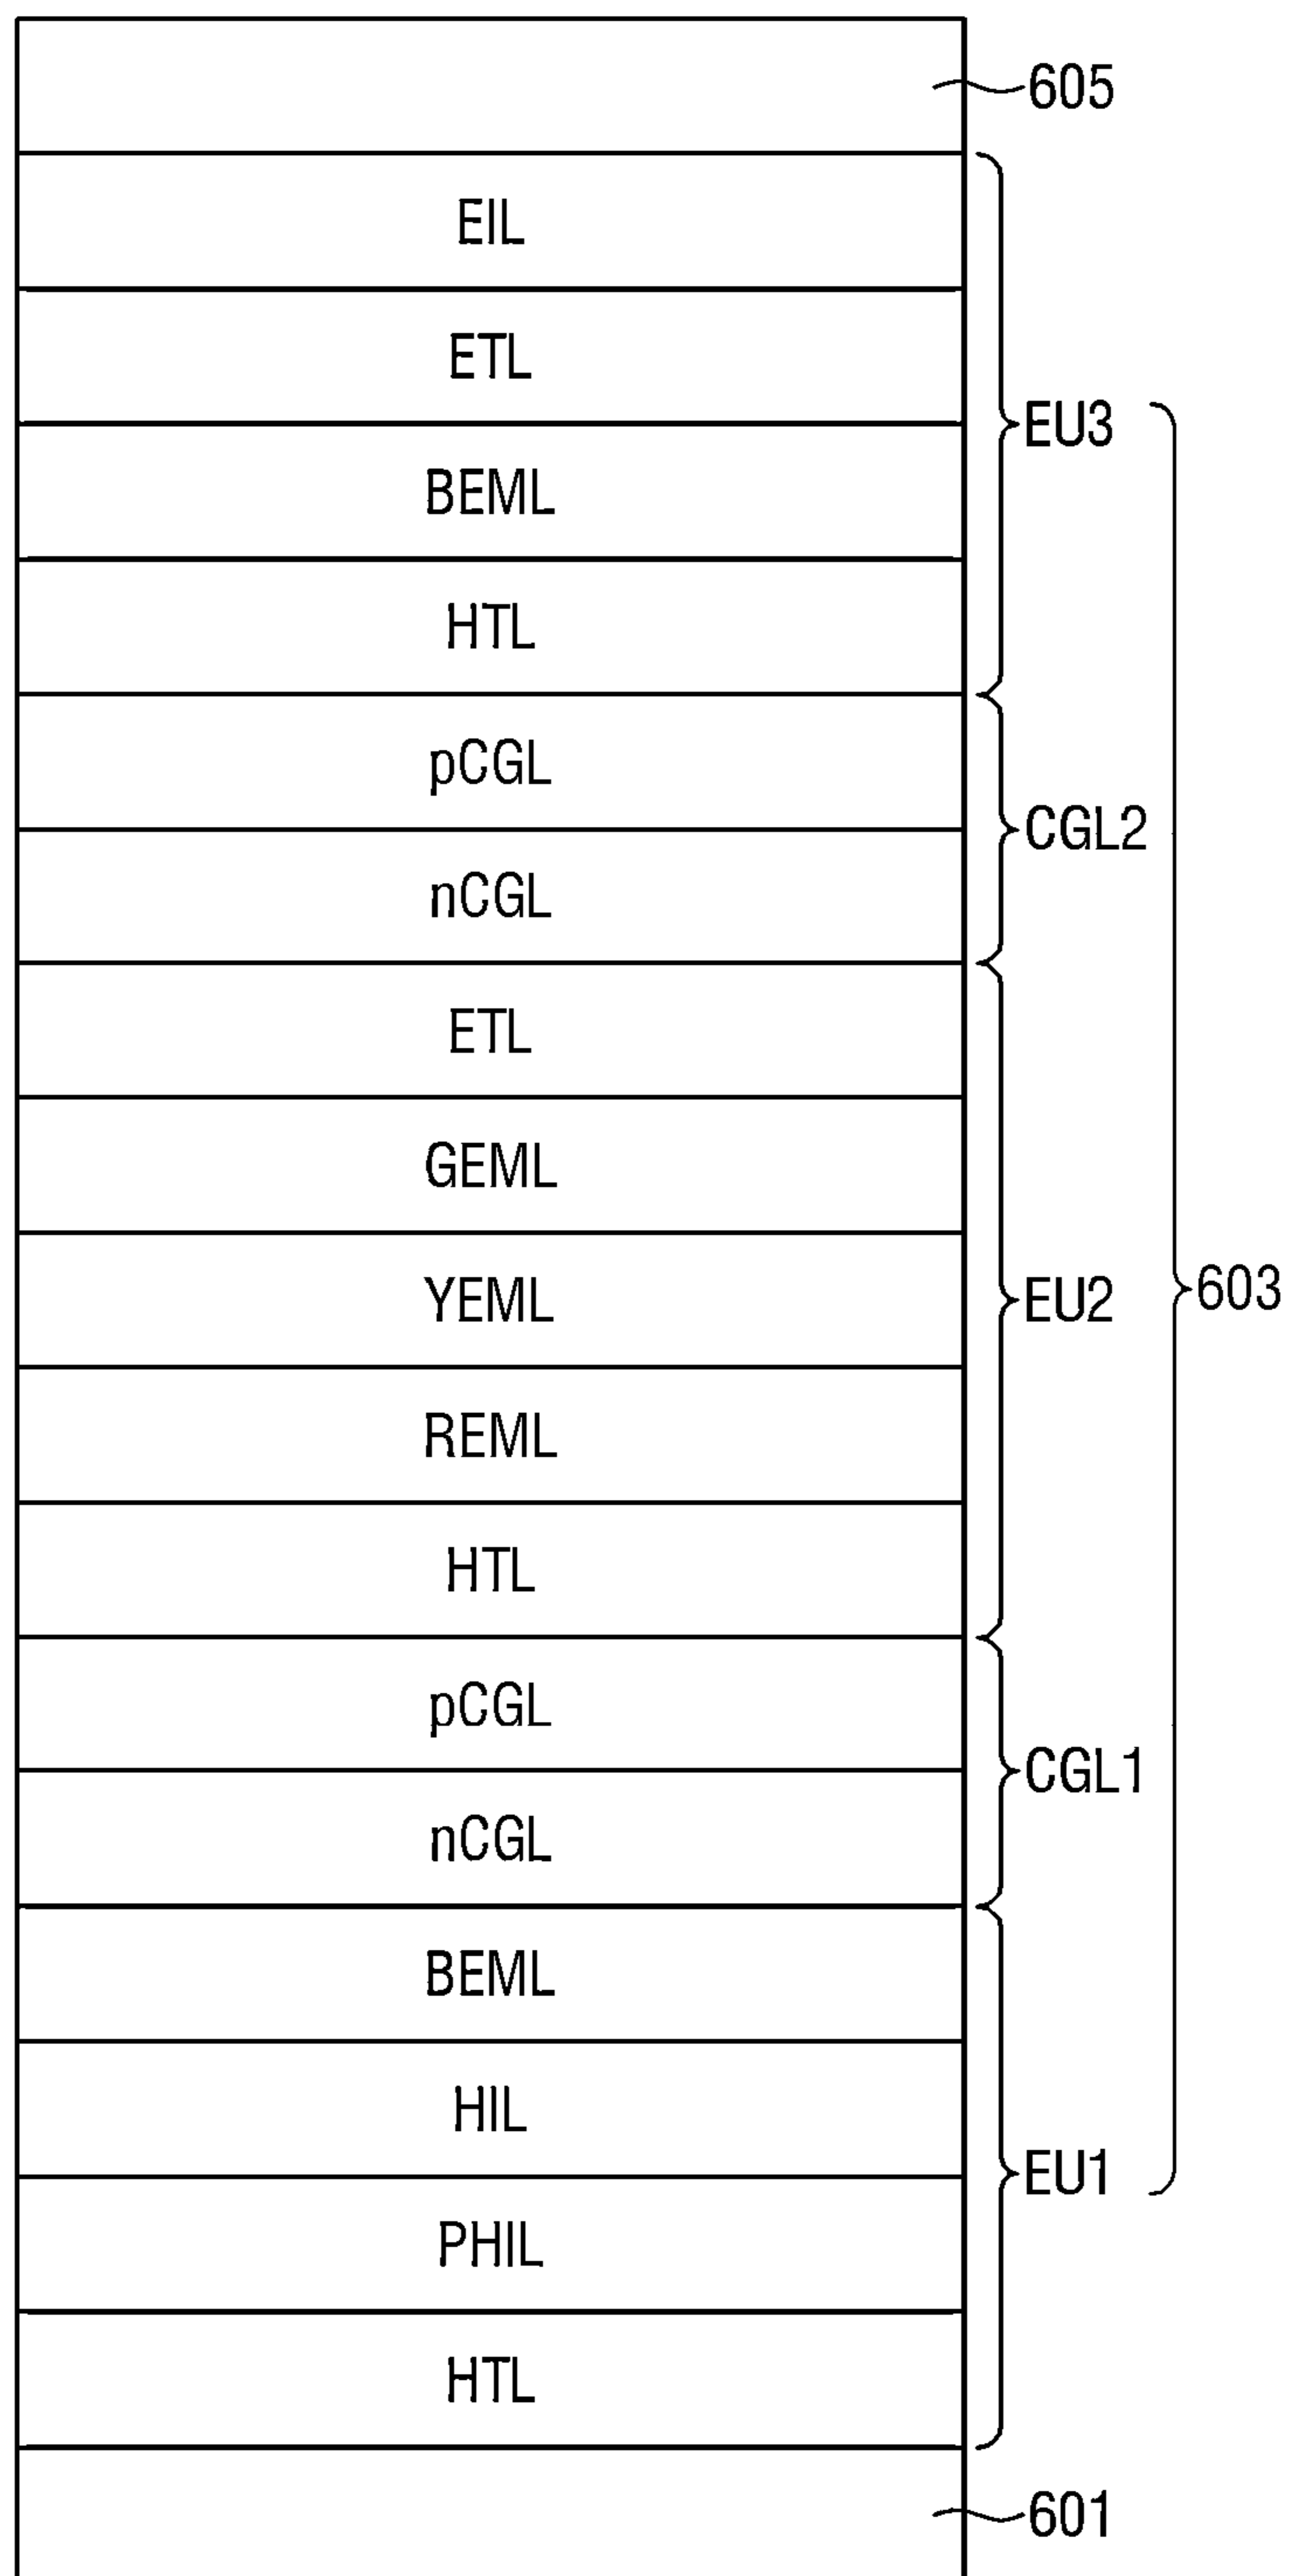 605
EIL
ETL
EU3
BEML
HTL
pCGL
CGL2
nCGL
ETL
GEML
YEML
EU2
603
REML
HTL
pCGL
CGL1
nCGL
BEML
HIL
EU1
PHIL
HTL
601